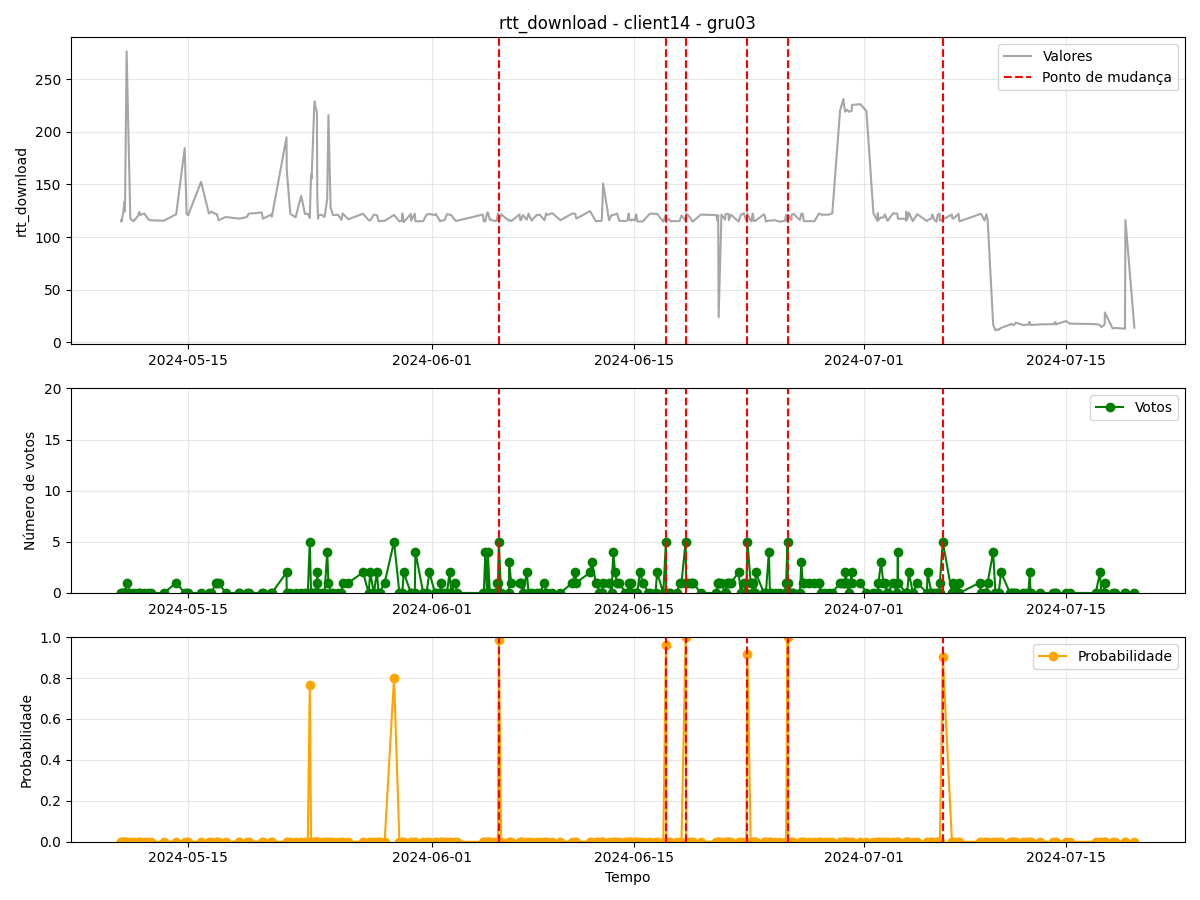 rtt_download - client14 - gru03
Valores
Ponto de mudança
rtt_download
250
200
150
100
50
0
2024-05-15 2024-06-01 2024-06-15 2024-07-01 2024-07-15
Votos
Número de votos
20
15
10
5
0
2024-05-15 2024-06-01 2024-06-15 2024-07-01 2024-07-15
Probabilidade
Probabilidade
1.0
0.8
0.6
0.4
0.2
0.0
2024-05-15 2024-06-01 2024-06-15 2024-07-01 2024-07-15
Tempo